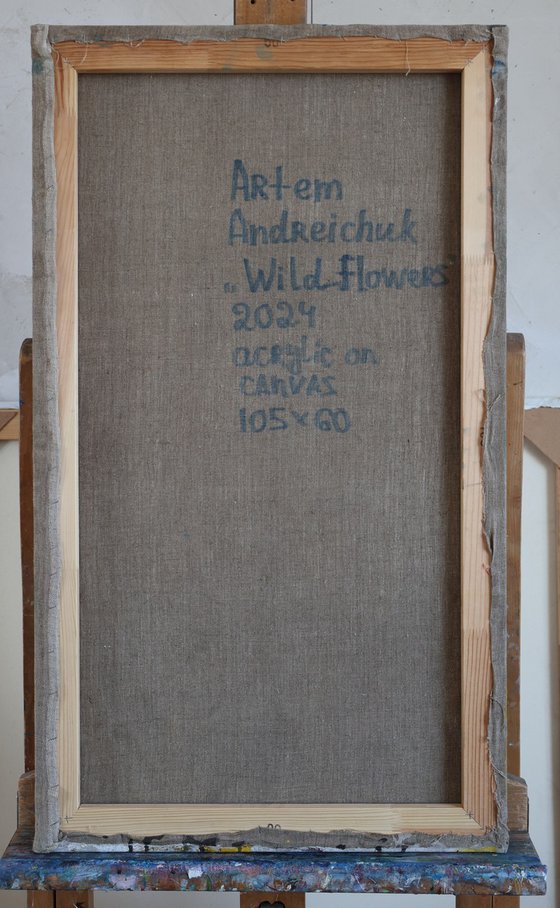 Artem
Andreichuk
„Wild Flowers"
2024
acrylic on
canvas
105×60